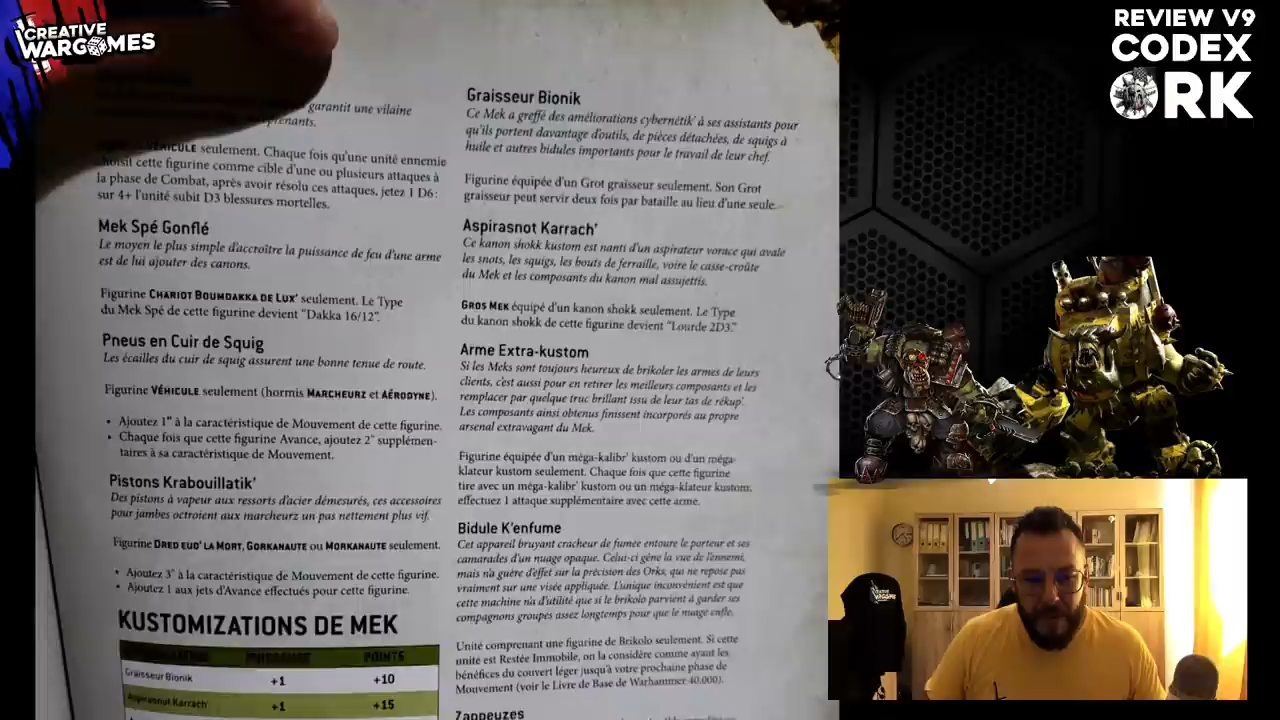 CREATIVE
WARGAMES
REVIEW V9
CODEX
ORK
garantit une vilaine
VÉHICULE seulement. Chaque fois qu'une unité ennemie
choisit cette figurine comme cible d'une ou plusieurs attaques à
la phase de Combat, après avoir résolu ces attaques, jetez 1 D6 :
sur 4+ l'unité subit D3 blessures mortelles.
Mek Spé Gonflé
Le moyen le plus simple d'accroître la puissance de feu d'une arme
est de lui ajouter des canons.
Figurine CHARIOT BOUMDAKKA DE LUX' seulement. Le Type
du Mek Spé de cette figurine devient "Dakka 16/12".
Pneus en Cuir de Squig
Les écailles du cuir de squig assurent une bonne tenue de route.
Figurine VÉHICULE seulement (hormis MARCHEURZ et AÉRODYNE).
• Ajoutez 1" à la caractéristique de Mouvement de cette figurine.
• Chaque fois que cette figurine Avance, ajoutez 2" supplémen-
taires à sa caractéristique de Mouvement.
Pistons Krabouillatik'
Des pistons à vapeur aux ressorts d'acier démesurés, ces accessoires
pour jambes octroient aux marcheurz un pas nettement plus vif.
Figurine DRED EUD' LA MORT, GORKANAUTE ou MORKANAUTE seulement.
• Ajoutez 3" à la caractéristique de Mouvement de cette figurine.
• Ajoutez 1 aux jets d'Avance effectués pour cette figurine.
KUSTOMIZATIONS DE MEK
PUISSANCE POINTS
Graisseur Bionik +1 +10
Aspirasnot Karrach' +1 +15
Graisseur Bionik
Ce Mek a greffé des améliorations cybernétik' à ses assistants pour
qu'ils portent davantage d'outils, de pièces détachées, de squigs à
huile et autres bidules importants pour le travail de leur chef.
Figurine équipée d'un Grot graisseur seulement. Son Grot
graisseur peut servir deux fois par bataille au lieu d'une seule.
Aspirasnot Karrach'
Ce kanon shokk kustom est nanti d'un aspirateur vorace qui avale
les snots, les squigs, les bouts de ferraille, voire le casse-croûte
du Mek et les composants du kanon mal assujettis.
GROS MEK équipé d'un kanon shokk seulement. Le Type
du kanon shokk de cette figurine devient "Lourde 2D3."
Arme Extra-kustom
Si les Meks sont toujours heureux de brikoler les armes de leurs
clients, c'est aussi pour en retirer les meilleurs composants et les
remplacer par quelque truc brillant issu de leur tas de rékup'.
Les composants ainsi obtenus finissent incorporés au propre
arsenal extravagant du Mek.
Figurine équipée d'un méga-kalibr' kustom ou d'un méga-
klateur kustom seulement. Chaque fois que cette figurine
tire avec un méga-kalibr' kustom ou un méga-klateur kustom,
effectuez 1 attaque supplémentaire avec cette arme.
Bidule K'enfume
Cet appareil bruyant cracheur de fumée entoure le porteur et ses
camarades d'un nuage opaque. Celui-ci gêne la vue de l'ennemi,
mais n'a guère d'effet sur la précision des Orks, qui ne repose pas
vraiment sur une visée appliquée. L'unique inconvénient est que
cette machine n'a d'utilité que si le brikolo parvient à garder ses
compagnons groupés assez longtemps pour que le nuage enfle.
Unité comprenant une figurine de Brikolo seulement. Si cette
unité est Restée Immobile, on la considère comme ayant les
bénéfices du couvert léger jusqu'à votre prochaine phase de
Mouvement (voir le Livre de Base de Warhammer 40.000).
Zappeuzes